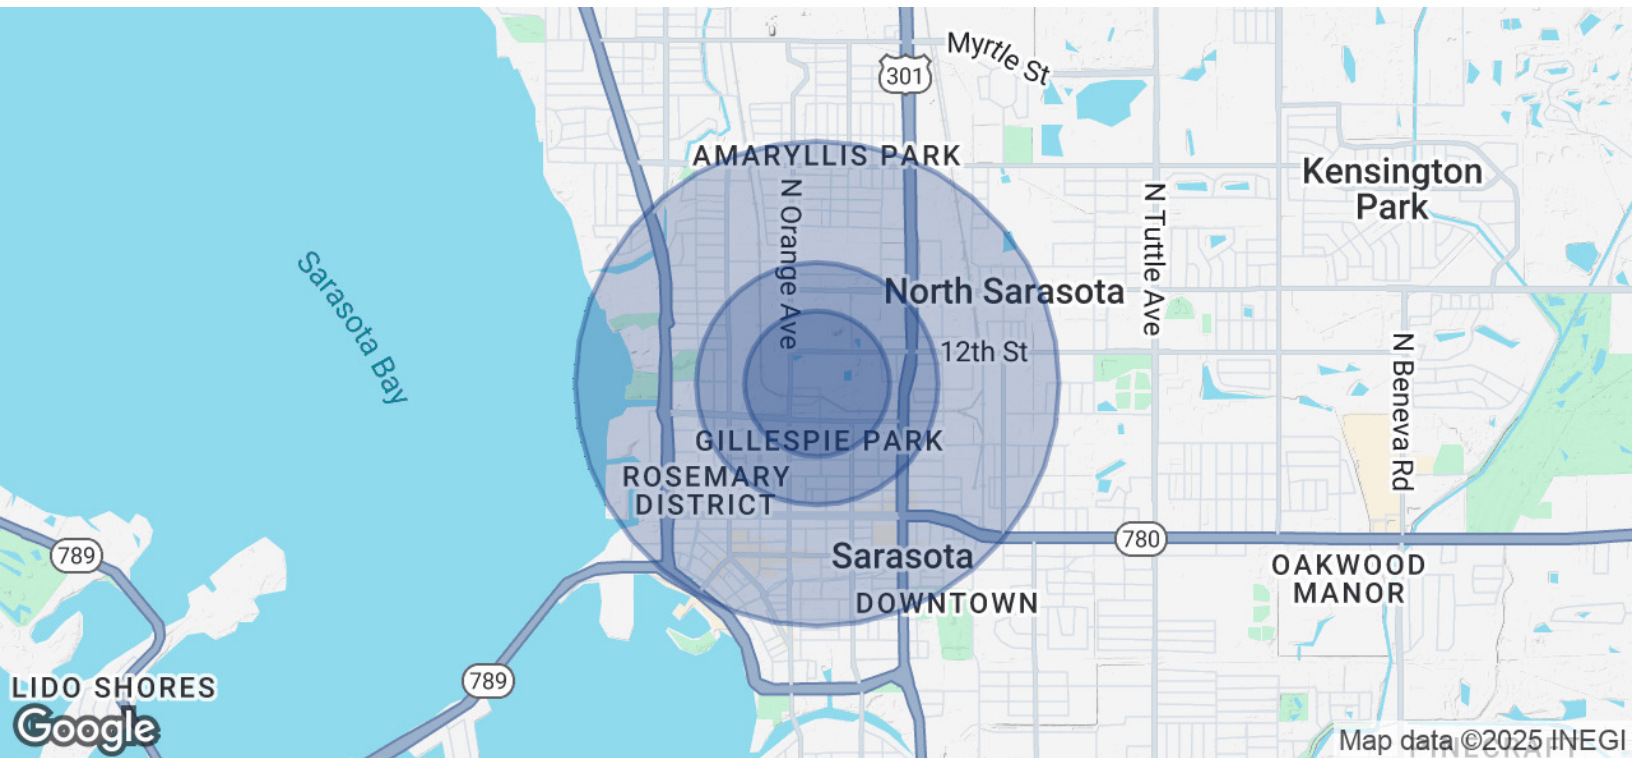 Myrtle St
301
AMARYLLIS PARK
Kensington
Park
N Orange Ave
N Tuttle Ave
Sarasota Bay
North Sarasota
12th St
N Beneva Rd
GILLESPIE PARK
ROSEMARY
DISTRICT
780
789
Sarasota
OAKWOOD
MANOR
DOWNTOWN
789
LIDO SHORES
Google
Map data ©2025 INEGI
PINECRAFT